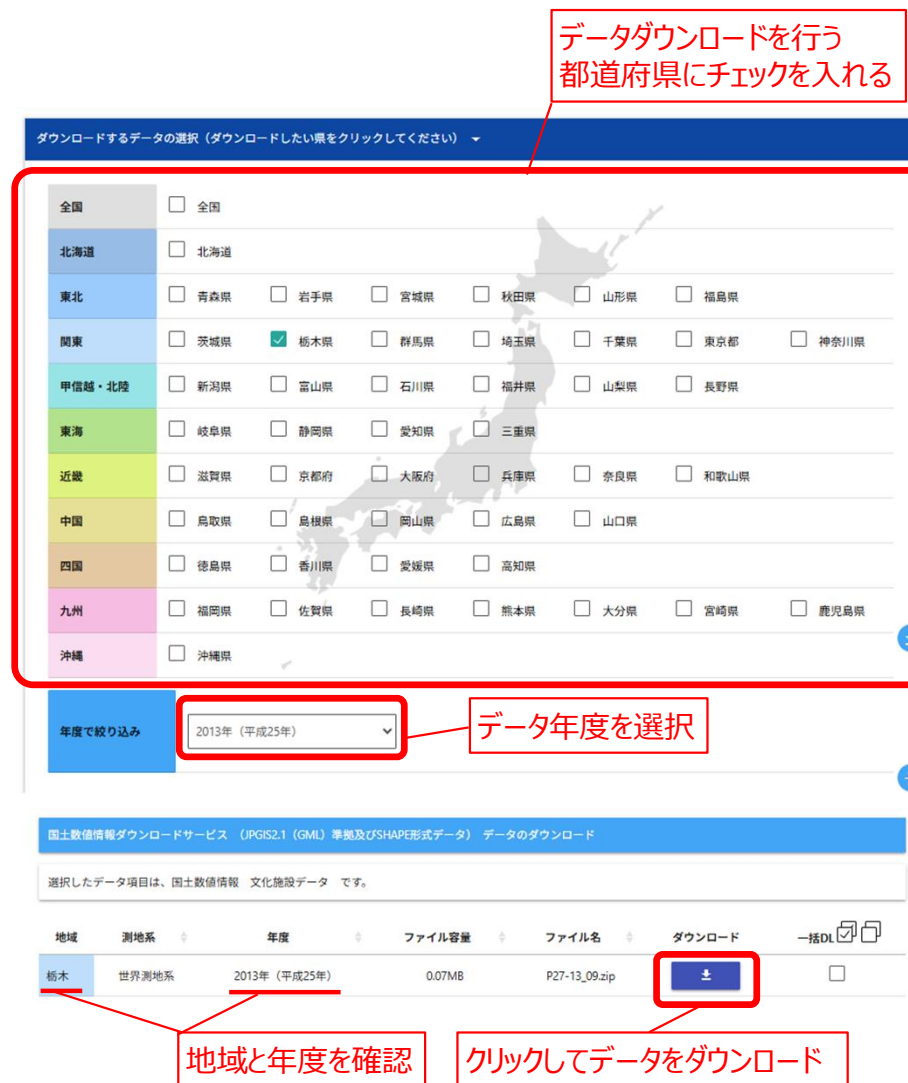 データダウンロードを行う
都道府県にチェックを入れる
ダウンロードするデータの選択（ダウンロードしたい県をクリックしてください）
全国 全国
北海道 北海道
東北 青森県 岩手県 宮城県 秋田県 山形県 福島県
関東 茨城県 栃木県 群馬県 埼玉県 千葉県 東京都 神奈川県
甲信越・北陸 新潟県 富山県 石川県 福井県 山梨県 長野県
東海 岐阜県 静岡県 愛知県 三重県
近畿 滋賀県 京都府 大阪府 兵庫県 奈良県 和歌山県
中国 鳥取県 島根県 岡山県 広島県 山口県
四国 徳島県 香川県 愛媛県 高知県
九州 福岡県 佐賀県 長崎県 熊本県 大分県 宮崎県 鹿児島県
沖縄 沖縄県
年度で絞り込み 2013年（平成25年） データ年度を選択
国土数値情報ダウンロードサービス （JPGIS2.1（GML）準拠及びSHAPE形式データ） データのダウンロード
選択したデータ項目は、国土数値情報 文化施設データ です。
地域 測地系 年度 ファイル容量 ファイル名 ダウンロード 一括DL
栃木 世界測地系 2013年（平成25年） 0.07MB P27-13_09.zip
地域と年度を確認 クリックしてデータをダウンロード